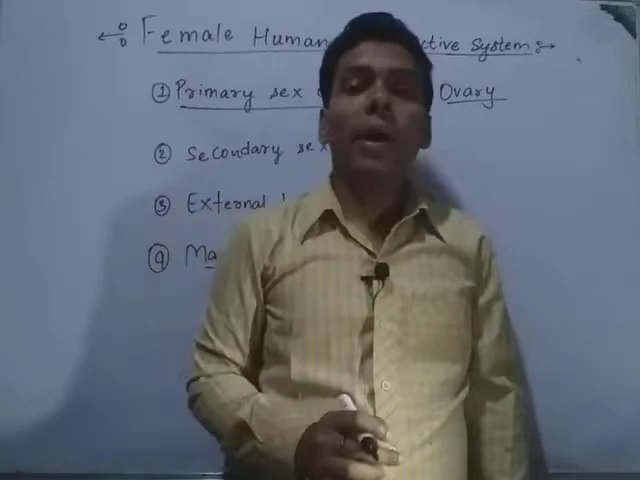 Female Human ctive System
① Primary sex Ovary
② Secondary se
③ External
④ Ma